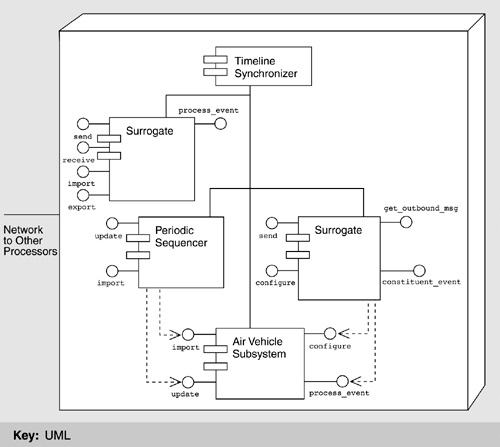 Timeline
Synchronizer
process_event
send
Surrogate
receive
import
export
Network
to Other
Processors
update
Periodic
Sequencer
import
get_outbound_msg
send
Surrogate
configure
constituent_event
import
Air Vehicle
Subsystem
configure
update
process_event
Key: UML